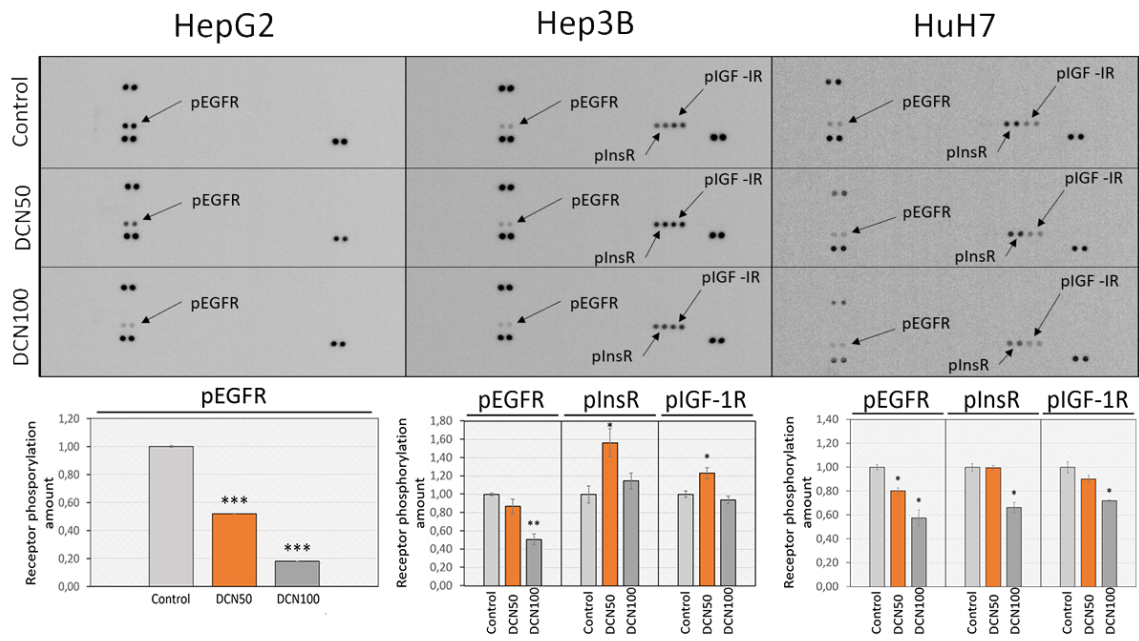 HepG2 Hep3B HuH7
Control
pEGFR
pEGFR
pIGF -IR
pInsR
pEGFR
pIGF -IR
pInsR
DCN50
pEGFR
pEGFR
pIGF -IR
pInsR
pEGFR
pIGF -IR
pInsR
DCN100
pEGFR
pEGFR
pIGF -IR
pInsR
pEGFR
pIGF -IR
pInsR
pEGFR
Receptor phosporylation
amount
1,20
1,00
0,80
0,60
0,40
0,20
0,00
***
***
Control DCN50 DCN100
pEGFR pInsR pIGF-1R
Receptor phosphorylation
amount
1,80
1,60
1,40
1,20
1,00
0,80
0,60
0,40
0,20
0,00
**
*
*
Control DCN50 DCN100 Control DCN50 DCN100 Control DCN50 DCN100
pEGFR pInsR pIGF-1R
Receptor phosphorylation
amount
1,40
1,20
1,00
0,80
0,60
0,40
0,20
0,00
*
*
*
*
Control DCN50 DCN100 Control DCN50 DCN100 Control DCN50 DCN100